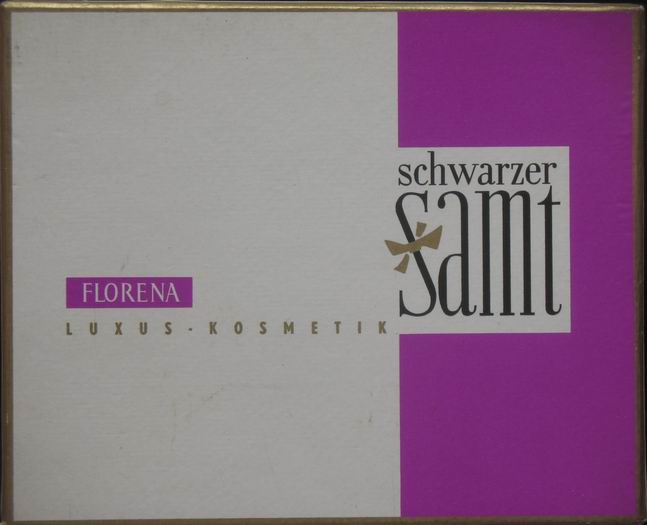 schwarzer
Samt
FLORENA
LUXUS-KOSMETIK